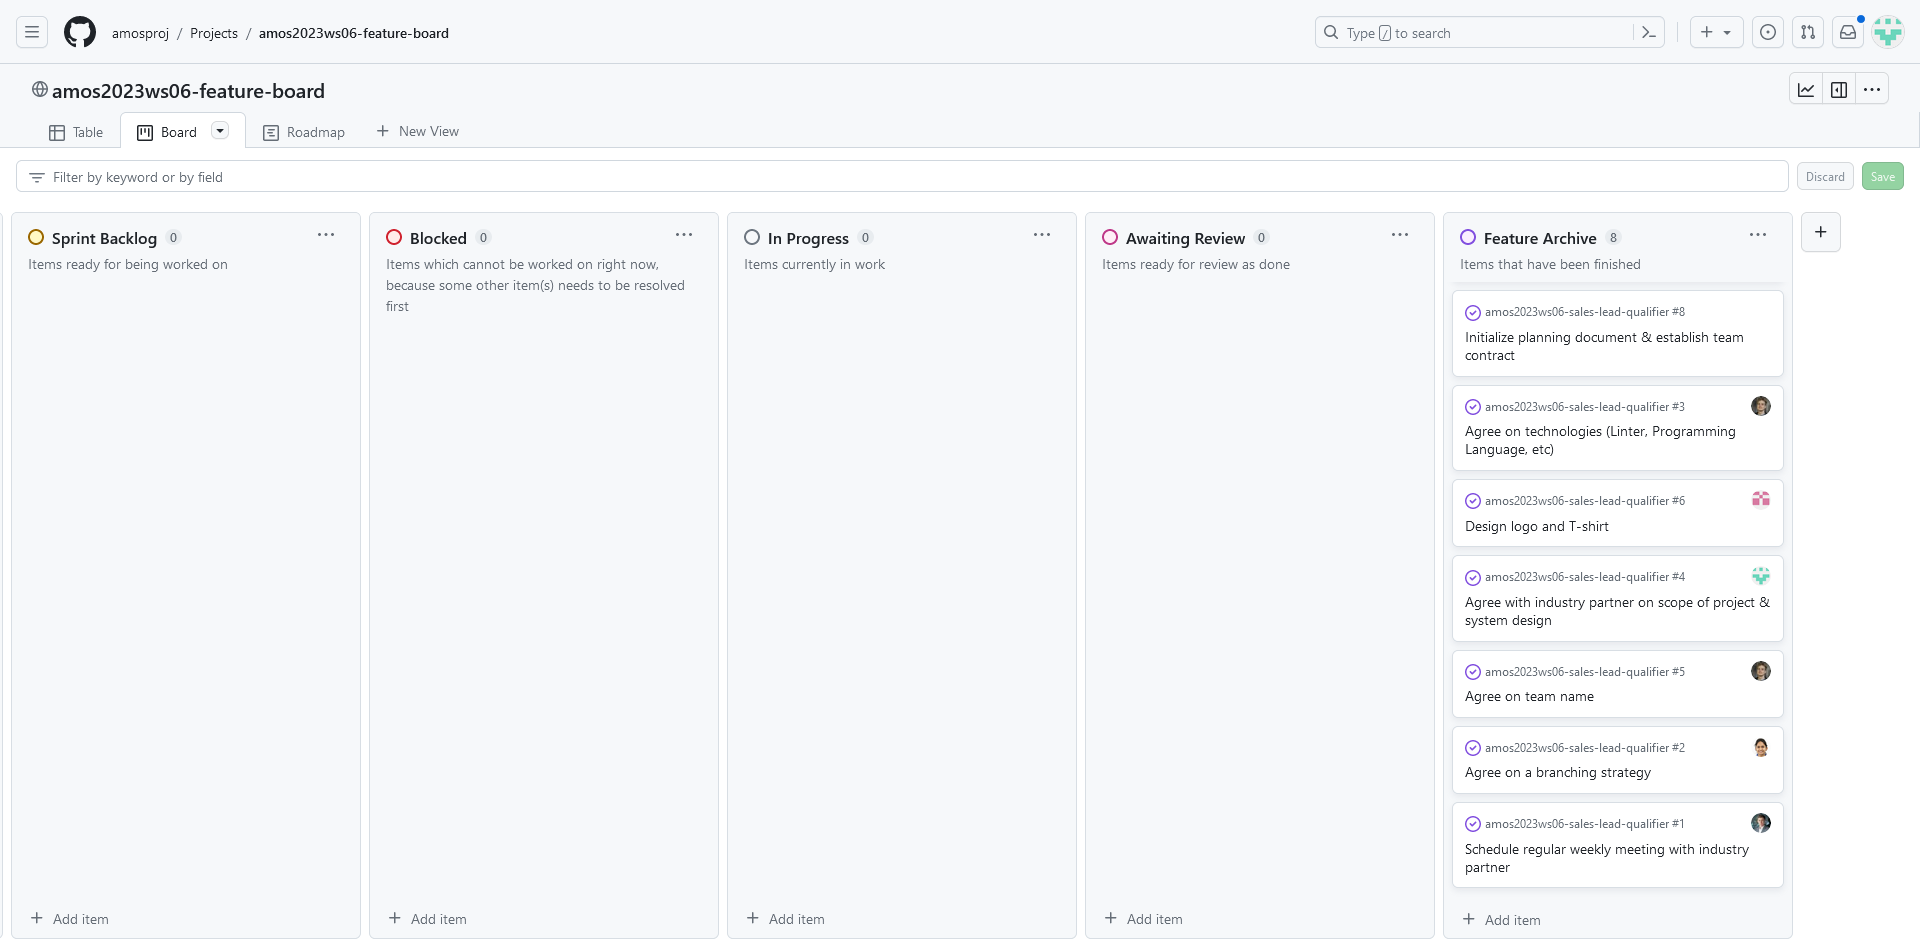 amosproj / Projects / amos2023ws06-feature-board
Type / to search
amos2023ws06-feature-board
Table
Board
Roadmap
New View
Filter by keyword or by field
Discard
Save
Sprint Backlog 0
Items ready for being worked on
Add item
Blocked 0
Items which cannot be worked on right now,
because some other item(s) needs to be resolved
first
Add item
In Progress 0
Items currently in work
Add item
Awaiting Review 0
Items ready for review as done
Add item
Feature Archive 8
Items that have been finished
amos2023ws06-sales-lead-qualifier #8
Initialize planning document & establish team
contract
amos2023ws06-sales-lead-qualifier #3
Agree on technologies (Linter, Programming
Language, etc)
amos2023ws06-sales-lead-qualifier #6
Design logo and T-shirt
amos2023ws06-sales-lead-qualifier #4
Agree with industry partner on scope of project &
system design
amos2023ws06-sales-lead-qualifier #5
Agree on team name
amos2023ws06-sales-lead-qualifier #2
Agree on a branching strategy
amos2023ws06-sales-lead-qualifier #1
Schedule regular weekly meeting with industry
partner
Add item